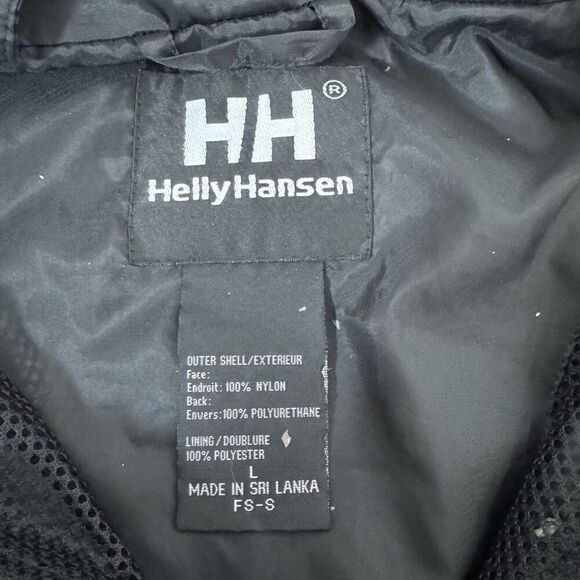 HH®
HellyHansen
OUTER SHELL/EXTERIEUR
Face:
Endroit: 100% NYLON
Back:
Envers: 100% POLYURETHANE
LINING/DOUBLURE
100% POLYESTER
L
MADE IN SRI LANKA
FS-S